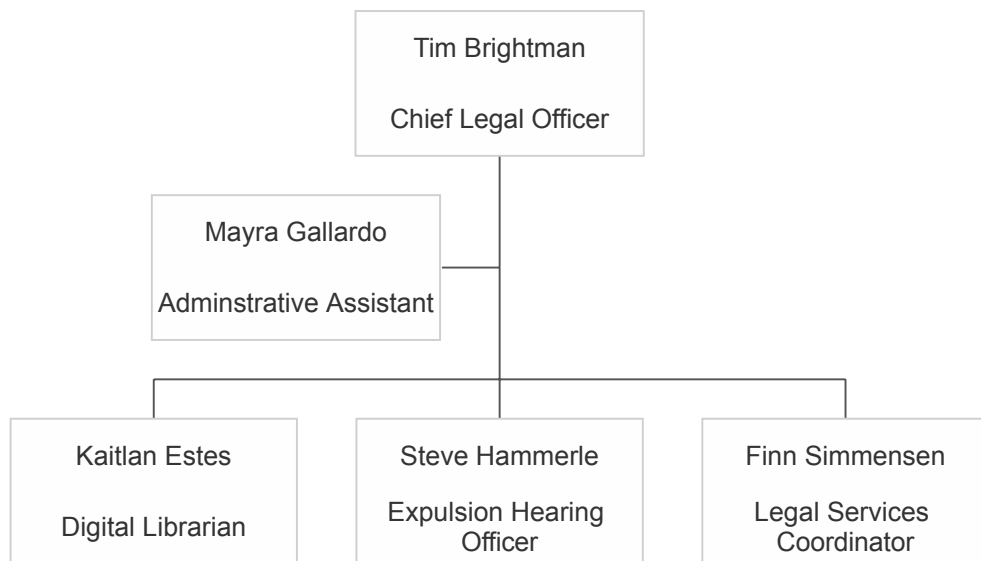 Tim Brightman
Chief Legal Officer
Mayra Gallardo
Adminstrative Assistant
Kaitlan Estes
Digital Librarian
Steve Hammerle
Expulsion Hearing
Officer
Finn Simmensen
Legal Services
Coordinator